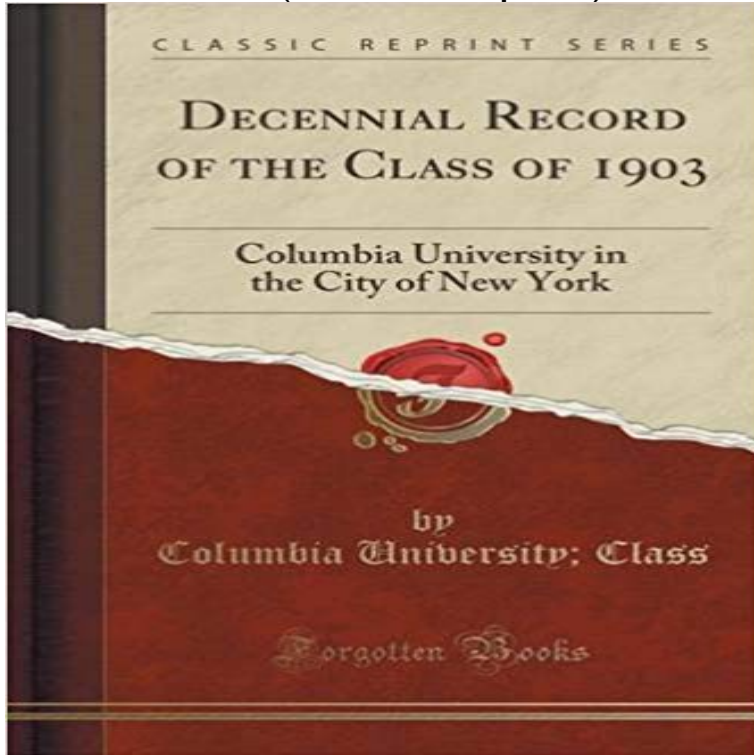 CLASSIC REPRINT SERIES
DECENNIAL RECORD
OF THE CLASS OF 1903
Columbia University in
the City of New York
by
Columbia University; Class
Forgotten Books